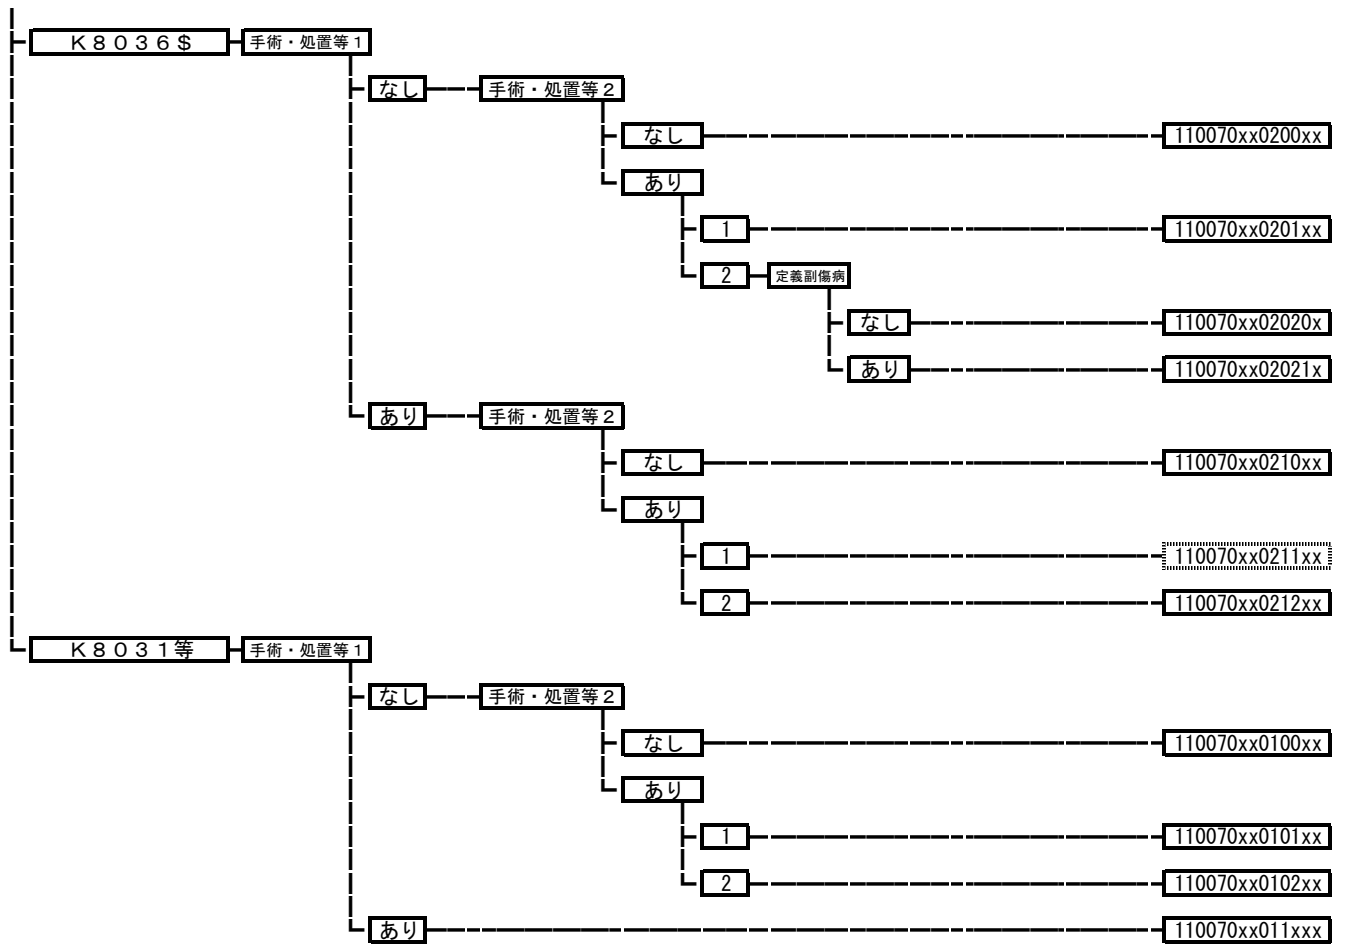 Ｋ８０３６＄ 手術・処置等１
なし 手術・処置等２
なし 110070xx0200xx
あり
1 110070xx0201xx
2 定義副傷病
なし 110070xx02020x
あり 110070xx02021x
あり 手術・処置等２
なし 110070xx0210xx
あり
1 110070xx0211xx
2 110070xx0212xx
Ｋ８０３１等 手術・処置等１
なし 手術・処置等２
なし 110070xx0100xx
あり
1 110070xx0101xx
2 110070xx0102xx
あり 110070xx011xxx